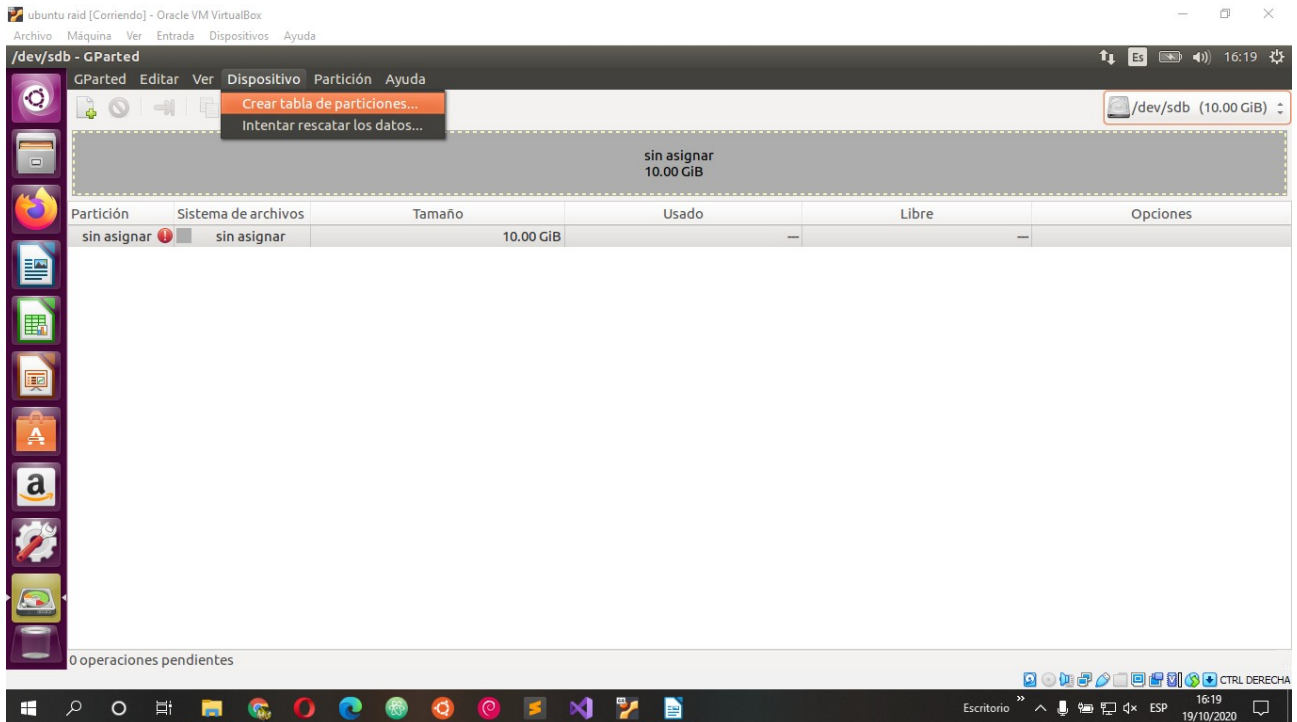 ubuntu raid [Corriendo] - Oracle VM VirtualBox
Archivo Máquina Ver Entrada Dispositivos Ayuda
/dev/sdb - GParted Es 16:19
GParted Editar Ver Dispositivo Partición Ayuda
Crear tabla de particiones... /dev/sdb (10.00 GiB)
Intentar rescatar los datos...
sin asignar
10.00 GiB
Partición Sistema de archivos Tamaño Usado Libre Opciones
sin asignar sin asignar 10.00 GiB — —
0 operaciones pendientes
CTRL DERECHA
Escritorio ESP 16:19
19/10/2020